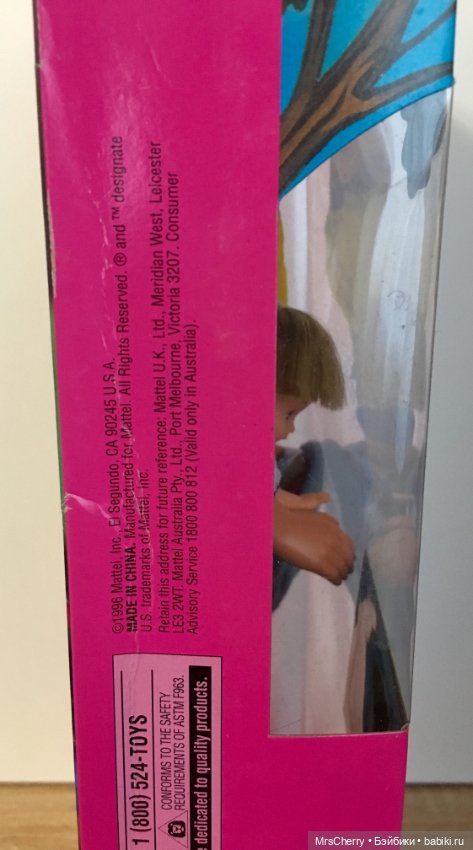 ©1996 Mattel, Inc., El Segundo, CA 90245 U.S.A.
MADE IN CHINA. Manufactured for Mattel. All Rights Reserved. ® and ™ designate
U.S. trademarks of Mattel, Inc.
Retain this address for future reference: Mattel U.K., Ltd., Meridian West, Leicester
LE3 2WT. Mattel Australia Pty., Ltd., Port Melbourne, Victoria 3207. Consumer
Advisory Service 1800 800 812 (Valid only in Australia).
1 (800) 524-TOYS
CONFORMS TO THE SAFETY
REQUIREMENTS OF ASTM F963.
e dedicated to quality products.
MrsCherry • Бэйбики • babiki.ru